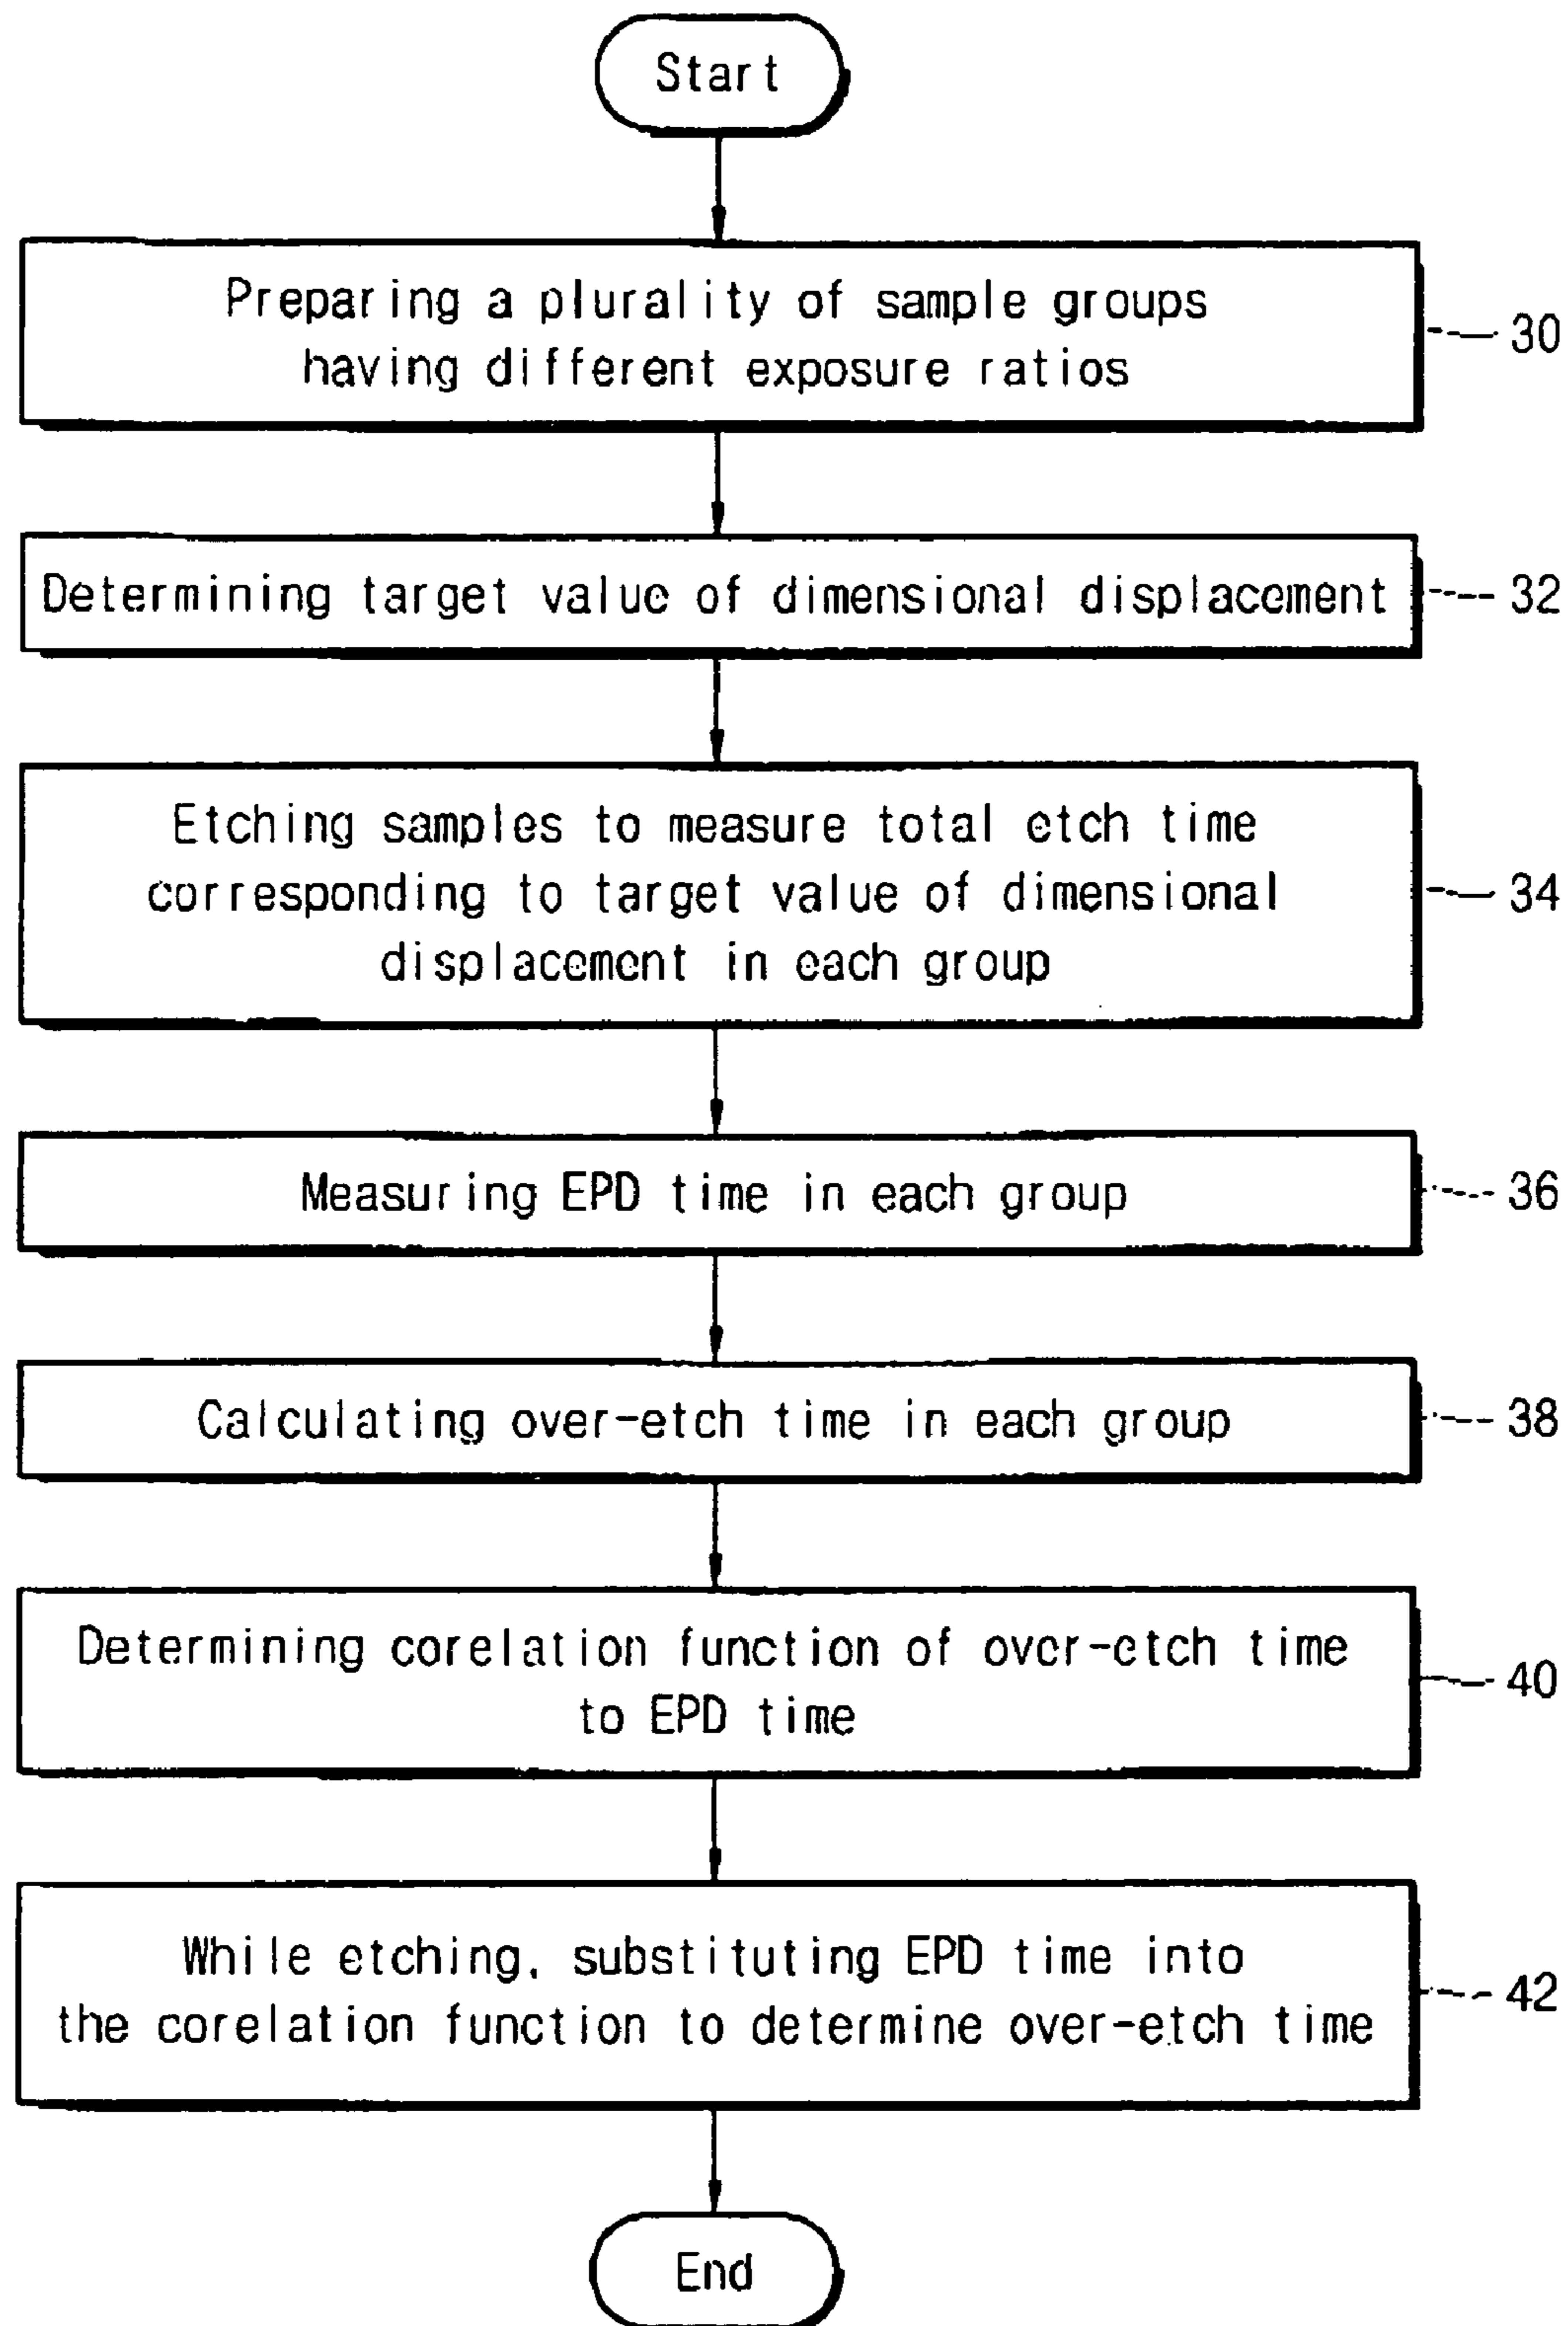 Start
Preparing a plurality of sample groups
having different exposure ratios
30
Determining target value of dimensional displacement
32
Etching samples to measure total etch time
corresponding to target value of dimensional
displacement in each group
34
Measuring EPD time in each group
36
Calculating over-etch time in each group
38
Determining corelation function of over-etch time
to EPD time
40
While etching, substituting EPD time into
the corelation function to determine over-etch time
42
End